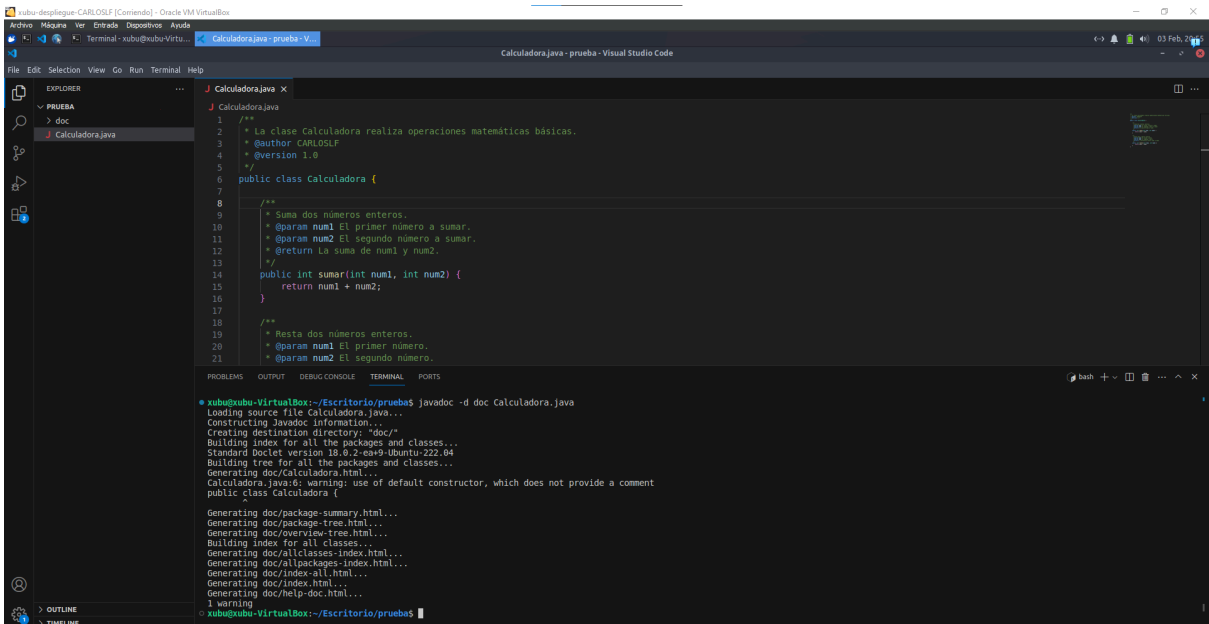 xubu-despliegue-CARLOSLF [Corriendo] - Oracle VM VirtualBox
Archivo Máquina Ver Entrada Dispositivos Ayuda
Terminal - xubu@xubu-Virtu... Calculadora.java - prueba - V... 03 Feb,
Calculadora.java - prueba - Visual Studio Code
File Edit Selection View Go Run Terminal Help
EXPLORER
PRUEBA
doc
J Calculadora.java
J Calculadora.java
J Calculadora.java
1 /**
2 * La clase Calculadora realiza operaciones matemáticas básicas.
3 * @author CARLOSLF
4 * @version 1.0
5 */
6 public class Calculadora {
7
8 /**
9 * Suma dos números enteros.
10 * @param num1 El primer número a sumar.
11 * @param num2 El segundo número a sumar.
12 * @return La suma de num1 y num2.
13 */
14 public int sumar(int num1, int num2) {
15 return num1 + num2;
16 }
17
18 /**
19 * Resta dos números enteros.
20 * @param num1 El primer número.
21 * @param num2 El segundo número.
PROBLEMS OUTPUT DEBUG CONSOLE TERMINAL PORTS bash
xubu@xubu-VirtualBox:~/Escritorio/prueba$ javadoc -d doc Calculadora.java
Loading source file Calculadora.java...
Constructing Javadoc information...
Creating destination directory: "doc/"
Building index for all the packages and classes...
Standard Doclet version 18.0.2-ea+9-Ubuntu-222.04
Building tree for all the packages and classes...
Generating doc/Calculadora.html...
Calculadora.java:6: warning: use of default constructor, which does not provide a comment
public class Calculadora {
^
Generating doc/package-summary.html...
Generating doc/package-tree.html...
Generating doc/overview-tree.html...
Building index for all classes...
Generating doc/allclasses-index.html...
Generating doc/allpackages-index.html...
Generating doc/index-all.html...
Generating doc/index.html...
Generating doc/help-doc.html...
1 warning
xubu@xubu-VirtualBox:~/Escritorio/prueba$
OUTLINE
TIMELINE